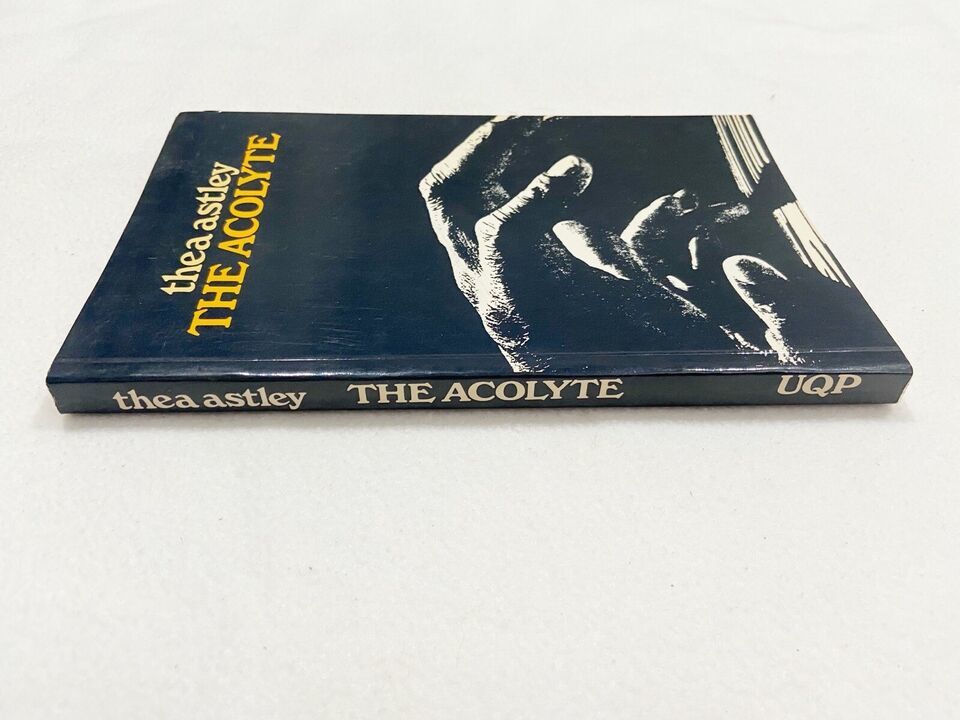 thea astley
THE ACOLYTE
thea astley THE ACOLYTE UQP